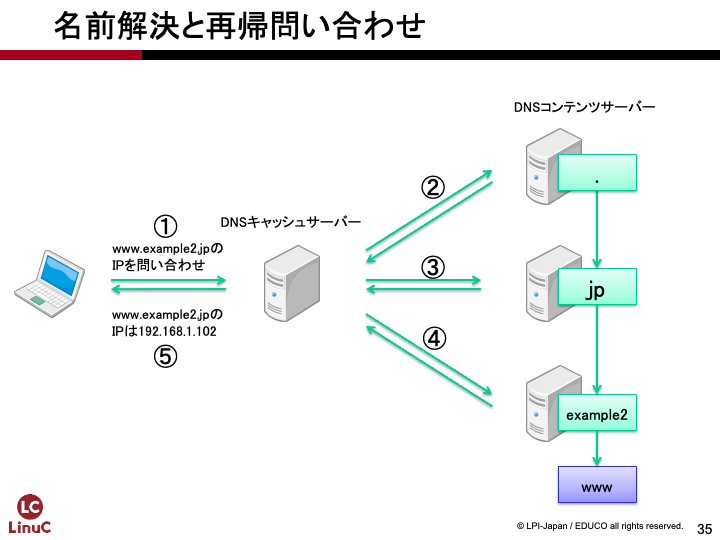 名前解決と再帰問い合わせ
DNSコンテンツサーバー
.
②
①
DNSキャッシュサーバー
www.example2.jpの
IPを問い合わせ
③
jp
www.example2.jpの
IPは192.168.1.102
④
⑤
example2
www
LC
LinuC
© LPI-Japan / EDUCO all rights reserved.
35